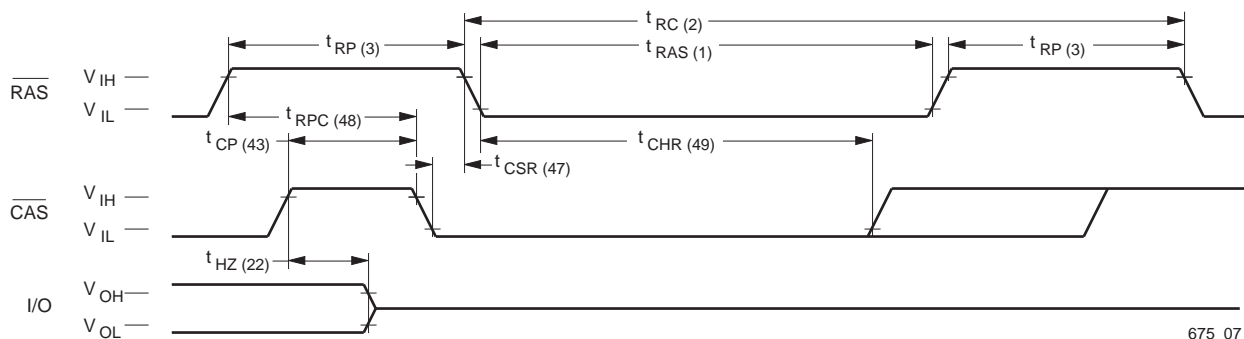 t RC (2)
t RP (3)
t RAS (1)
t RP (3)
RAS
V IH
V IL
t RPC (48)
t CP (43)
t CHR (49)
t CSR (47)
CAS
V IH
V IL
t HZ (22)
I/O
V OH
V OL
675 07